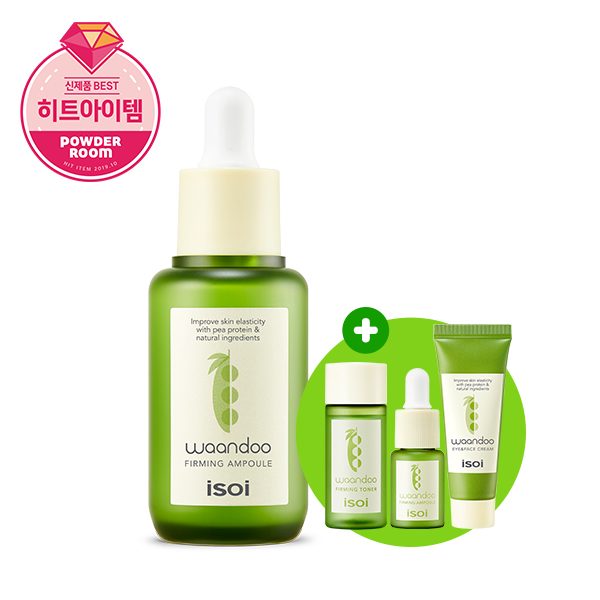 신제품 BEST
히트아이템
POWDER
ROOM
HIT ITEM 2019.10
Improve skin elasticity
with pea protein &
natural ingredients
waandoo
FIRMING AMPOULE
isoi
+
waandoo
FIRMING TONER
isoi
waandoo
FIRMING AMPOULE
isoi
Improve skin elasticity
with pea protein &
natural ingredients
waandoo
EYE&FACE CREAM
isoi